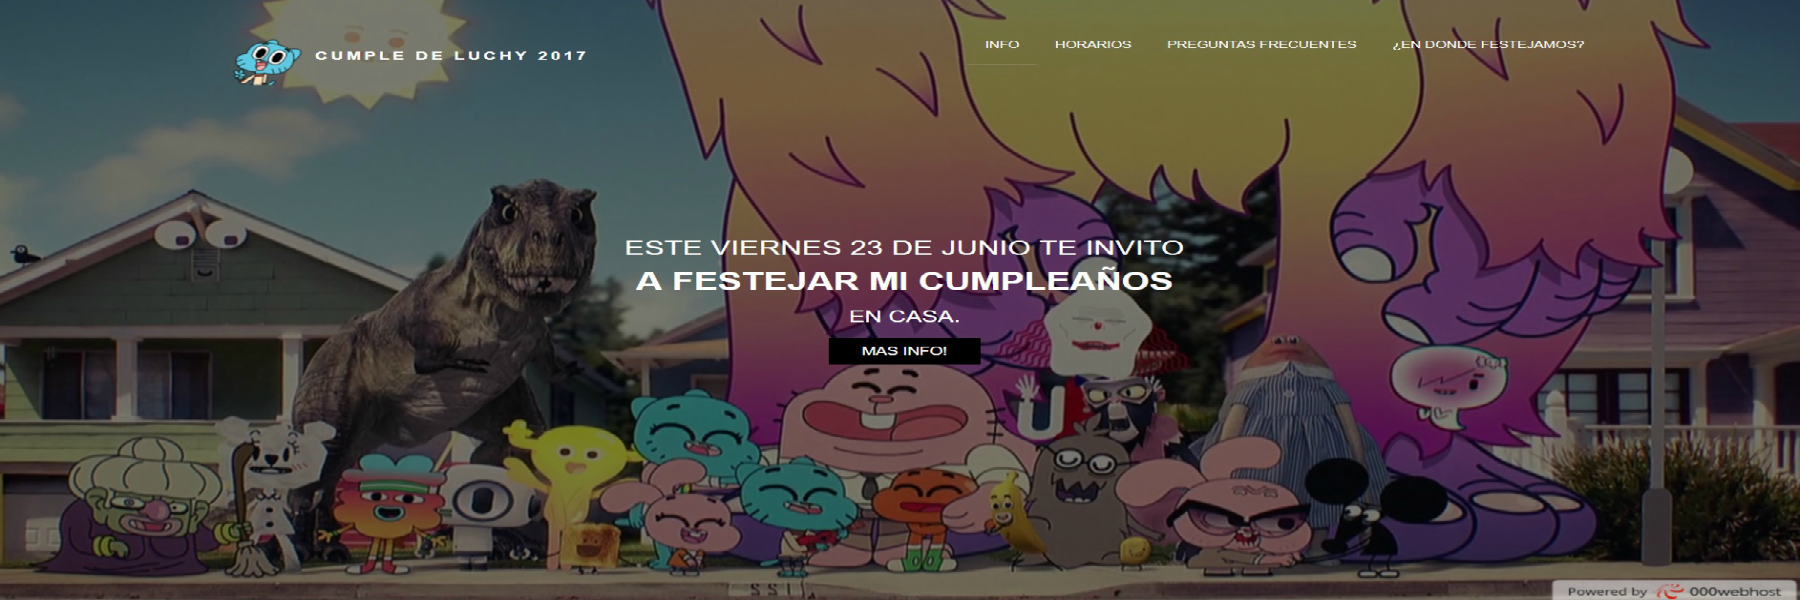 CUMPLE DE LUCHY 2017
INFO HORARIOS PREGUNTAS FRECUENTES ¿EN DONDE FESTEJAMOS?
ESTE VIERNES 23 DE JUNIO TE INVITO
A FESTEJAR MI CUMPLEAÑOS
EN CASA.
MAS INFO!
Powered by 000webhost